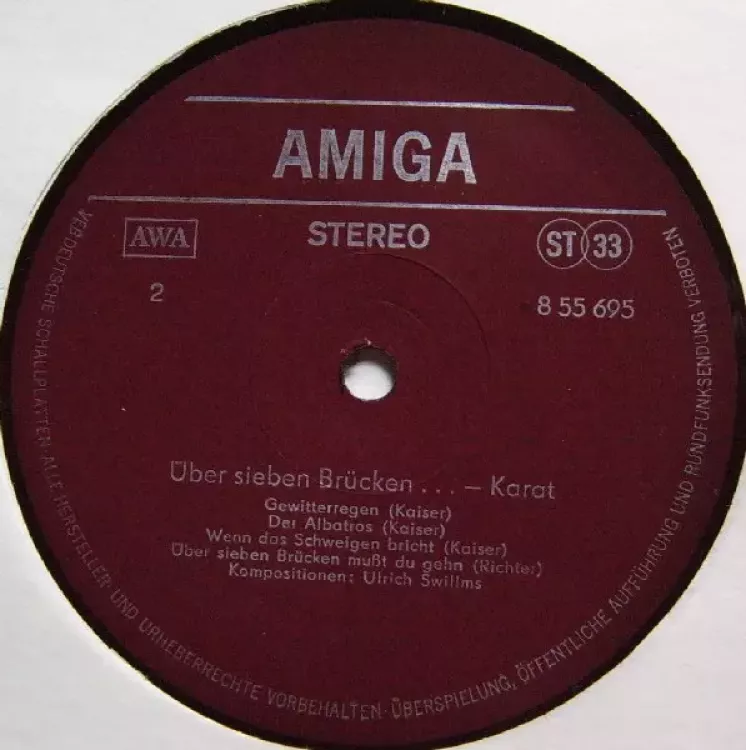 AMIGA
AWA
STEREO
ST 33
2
8 55 695
Über sieben Brücken . . . – Karat
Gewitterregen (Kaiser)
Der Albatros (Kaiser)
Wenn das Schweigen bricht (Kaiser)
Über sieben Brücken mußt du gehn (Richter)
Kompositionen: Ulrich Swillms
VEB DEUTSCHE SCHALLPLATTEN · ALLE HERSTELLER- UND URHEBERRECHTE VORBEHALTEN · ÜBERSPIELUNG, ÖFFENTLICHE AUFFÜHRUNG UND RUNDFUNKSENDUNG VERBOTEN